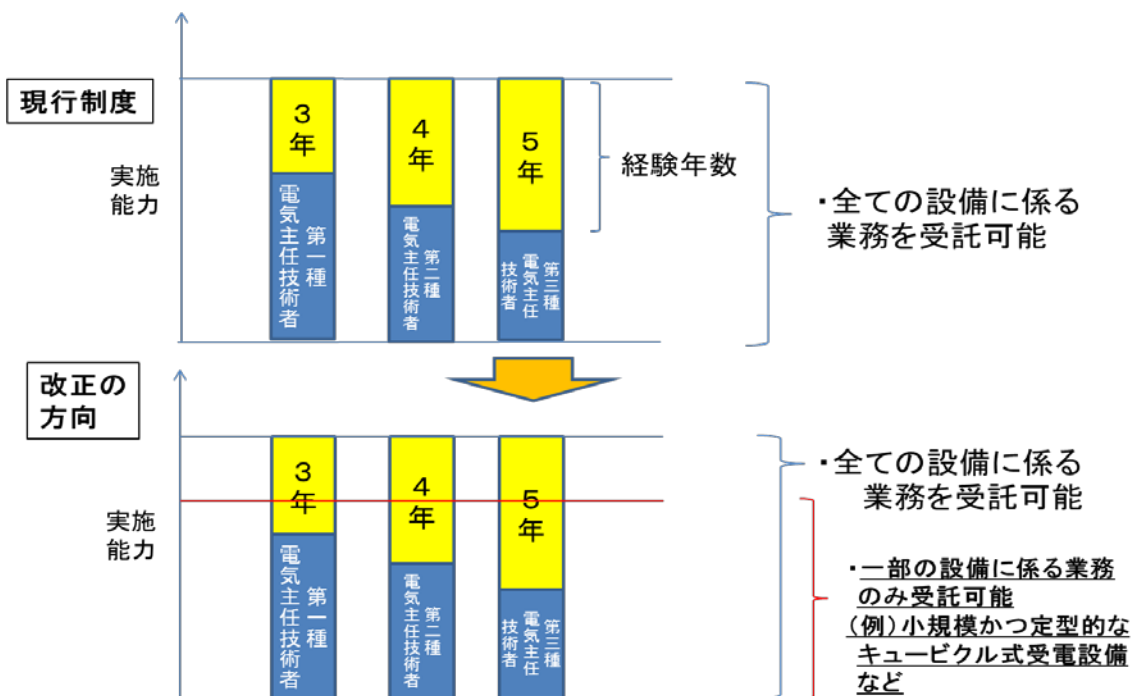 現行制度
実施
能力
3
年
4
年
5
年
第一種
電気主任技術者
第二種
電気主任技術者
第三種
電気主任
技術者
経験年数
・全ての設備に係る
業務を受託可能
改正の
方向
実施
能力
3
年
4
年
5
年
第一種
電気主任技術者
第二種
電気主任技術者
第三種
電気主任
技術者
・全ての設備に係る
業務を受託可能
・一部の設備に係る業務
のみ受託可能
(例)小規模かつ定型的な
キュービクル式受電設備
など